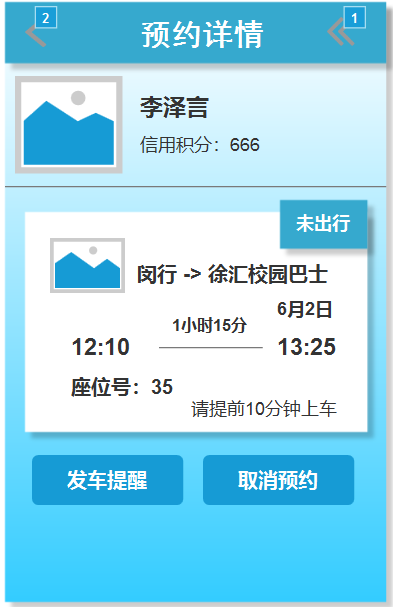 2
1
预约详情
李泽言
信用积分：666
未出行
闵行 -> 徐汇校园巴士
6月2日
1小时15分
12:10
13:25
座位号：35
请提前10分钟上车
发车提醒
取消预约